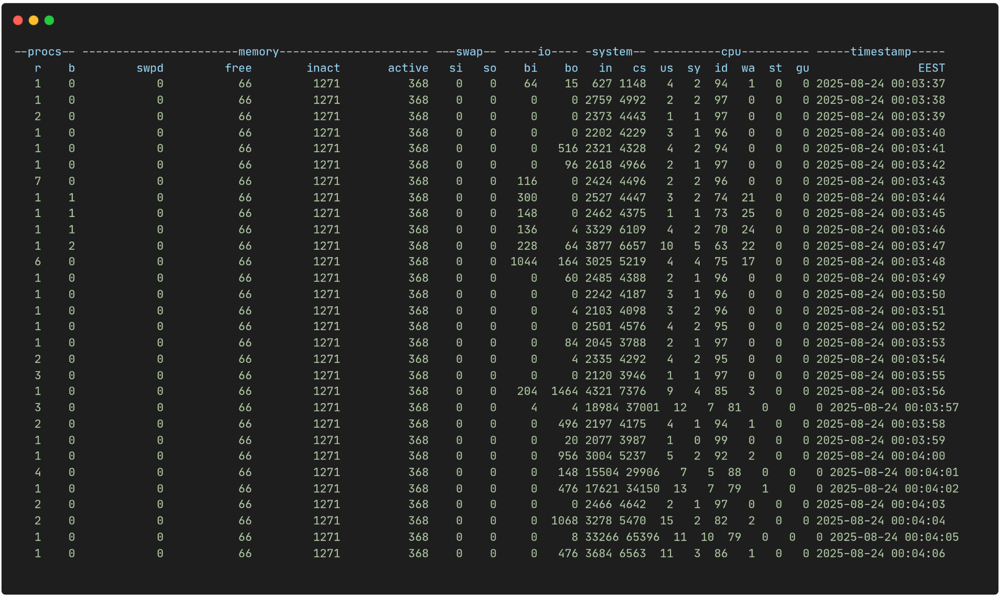 --procs-- -----------------------memory---------------------- ---swap-- -----io---- -system-- ----------cpu---------- -----timestamp-----
   r    b         swpd         free        inact       active   si   so    bi    bo   in   cs  us  sy  id  wa  st  gu                EEST
   1    0            0           66         1271          368    0    0    64    15  627 1148   4   2  94   1   0   0 2025-08-24 00:03:37
   1    0            0           66         1271          368    0    0     0     0 2759 4992   2   2  97   0   0   0 2025-08-24 00:03:38
   2    0            0           66         1271          368    0    0     0     0 2373 4443   1   1  97   0   0   0 2025-08-24 00:03:39
   1    0            0           66         1271          368    0    0     0     0 2202 4229   3   1  96   0   0   0 2025-08-24 00:03:40
   1    0            0           66         1271          368    0    0     0   516 2321 4328   4   2  94   0   0   0 2025-08-24 00:03:41
   1    0            0           66         1271          368    0    0     0    96 2618 4966   2   1  97   0   0   0 2025-08-24 00:03:42
   7    0            0           66         1271          368    0    0   116     0 2424 4496   2   2  96   0   0   0 2025-08-24 00:03:43
   1    1            0           66         1271          368    0    0   300     0 2527 4447   3   2  74  21   0   0 2025-08-24 00:03:44
   1    1            0           66         1271          368    0    0   148     0 2462 4375   1   1  73  25   0   0 2025-08-24 00:03:45
   1    1            0           66         1271          368    0    0   136     4 3329 6109   4   2  70  24   0   0 2025-08-24 00:03:46
   1    2            0           66         1271          368    0    0   228    64 3877 6657  10   5  63  22   0   0 2025-08-24 00:03:47
   6    0            0           66         1271          368    0    0  1044   164 3025 5219   4   4  75  17   0   0 2025-08-24 00:03:48
   1    0            0           66         1271          368    0    0     0    60 2485 4388   2   1  96   0   0   0 2025-08-24 00:03:49
   1    0            0           66         1271          368    0    0     0     0 2242 4187   3   1  96   0   0   0 2025-08-24 00:03:50
   1    0            0           66         1271          368    0    0     0     4 2103 4098   3   2  96   0   0   0 2025-08-24 00:03:51
   1    0            0           66         1271          368    0    0     0     0 2501 4576   4   2  95   0   0   0 2025-08-24 00:03:52
   1    0            0           66         1271          368    0    0     0    84 2045 3788   2   1  97   0   0   0 2025-08-24 00:03:53
   2    0            0           66         1271          368    0    0     0     4 2335 4292   4   2  95   0   0   0 2025-08-24 00:03:54
   3    0            0           66         1271          368    0    0     0     0 2120 3946   1   1  97   0   0   0 2025-08-24 00:03:55
   1    0            0           66         1271          368    0    0   204  1464 4321 7376   9   4  85   3   0   0 2025-08-24 00:03:56
   3    0            0           66         1271          368    0    0     4     4 18984 37001  12   7  81   0   0   0 2025-08-24 00:03:57
   2    0            0           66         1271          368    0    0     0   496 2197 4175   4   1  94   1   0   0 2025-08-24 00:03:58
   1    0            0           66         1271          368    0    0     0    20 2077 3987   1   0  99   0   0   0 2025-08-24 00:03:59
   1    0            0           66         1271          368    0    0     0   956 3004 5237   5   2  92   2   0   0 2025-08-24 00:04:00
   4    0            0           66         1271          368    0    0     0   148 15504 29906   7   5  88   0   0   0 2025-08-24 00:04:01
   1    0            0           66         1271          368    0    0     0   476 17621 34150  13   7  79   1   0   0 2025-08-24 00:04:02
   2    0            0           66         1271          368    0    0     0     0 2466 4642   2   1  97   0   0   0 2025-08-24 00:04:03
   2    0            0           66         1271          368    0    0     0  1068 3278 5470  15   2  82   2   0   0 2025-08-24 00:04:04
   1    0            0           66         1271          368    0    0     0     8 33266 65396  11  10  79   0   0   0 2025-08-24 00:04:05
   1    0            0           66         1271          368    0    0     0   476 3684 6563  11   3  86   1   0   0 2025-08-24 00:04:06